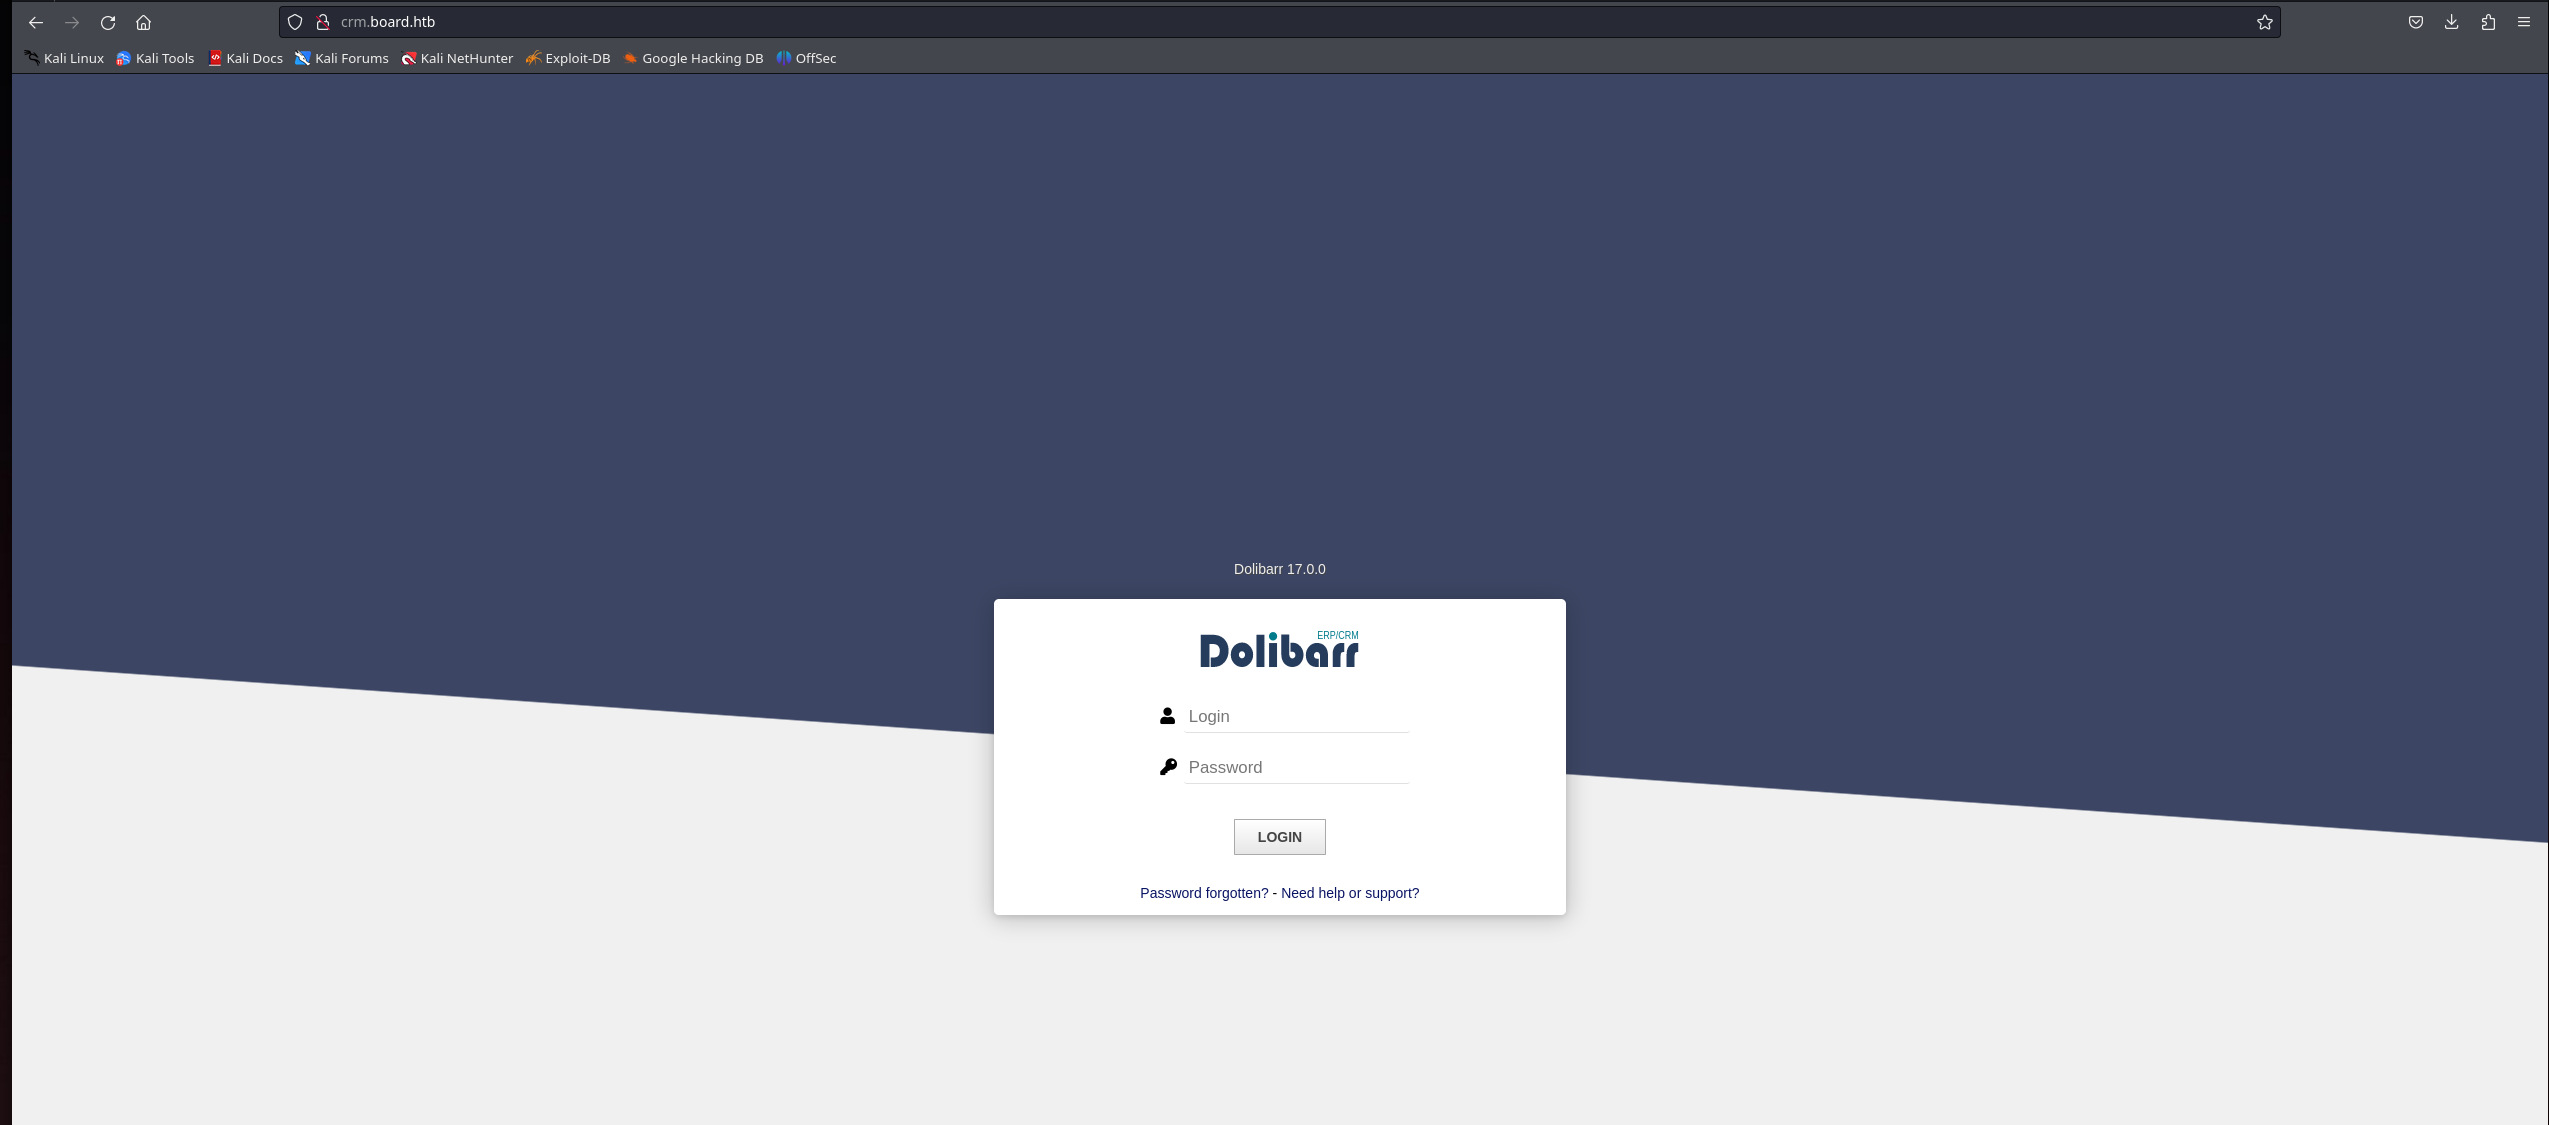 crm.board.htb
Kali Linux Kali Tools Kali Docs Kali Forums Kali NetHunter Exploit-DB Google Hacking DB OffSec
Dolibarr 17.0.0
Dolibarr ERP/CRM
Login
Password
LOGIN
Password forgotten? - Need help or support?